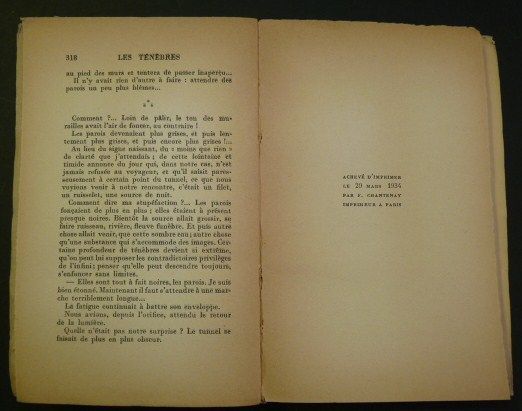 318 LES TÉNÈBRES
au pied des murs et tentera de passer inaperçu...
Il n'y avait rien d'autre à faire : attendre des
parois un peu plus blêmes...
* * *
Comment ?... Loin de pâlir, le ton des mu-
railles avait l'air de foncer, au contraire !
Les parois devenaient plus grises, et puis len-
tement plus grises, et puis encore plus grises !...
Au lieu du signe naissant, du « moins que rien »
de clarté que j'attendais ; de cette lointaine et
timide annonce du jour qui, dans notre cas, n'est
jamais refusée au voyageur, et qu'il saisit pares-
seusement à certain point du tunnel, ce que nous
voyions venir à notre rencontre, c'était un filet,
un ruisselet, une source de nuit.
Comment dire ma stupéfaction ?... Les parois
fonçaient de plus en plus ; elles étaient à présent
presque noires. Bientôt la source allait grossir, se
faire ruisseau, rivière, fleuve funèbre. Et puis autre
chose allait venir, que cette sombre eau ; autre chose
qu'une substance qui s'accommode des images. Cer-
taine profondeur de ténèbres devient si extrême,
qu'on peut lui supposer les contradictoires privilèges
de l'infini ; penser qu'elle peut descendre toujours,
s'enfoncer sans limites.
— Elles sont tout à fait noires, les parois. Je suis
bien étonné. Maintenant il faut s'attendre à une mar-
che terriblement longue...
La fatigue continuait à battre son enveloppe.
Nous avions, depuis l'orifice, attendu le retour
de la lumière.
Quelle n'était pas notre surprise ? Le tunnel se
faisait de plus en plus obscur.
ACHEVÉ D'IMPRIMER
LE 29 MARS 1934
PAR F. CHANTENAY
IMPRIMEUR A PARIS